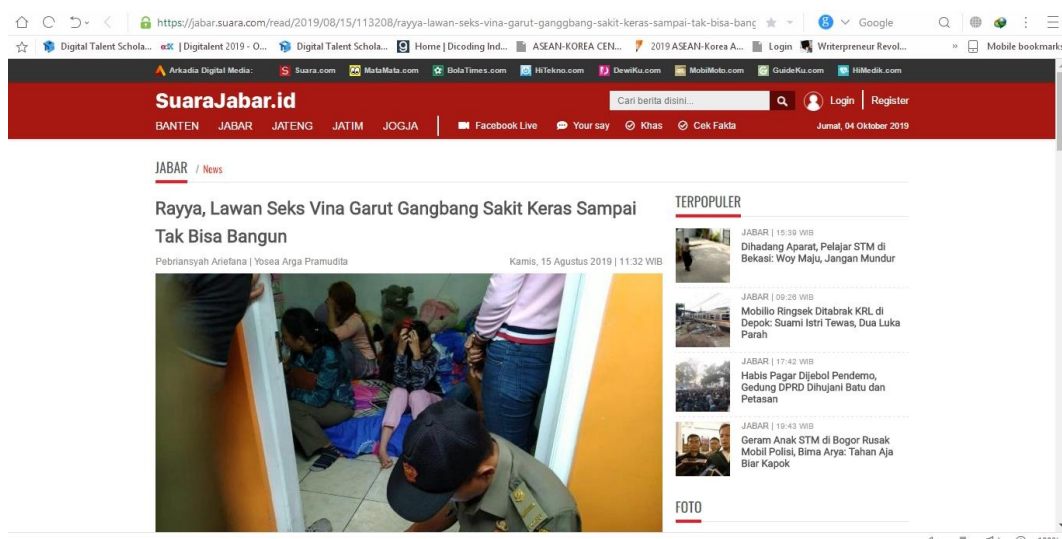 https://jabar.suara.com/read/2019/08/15/113208/rayya-lawan-seks-vina-garut-ganggbang-sakit-keras-sampai-tak-bisa-bang
Google
Digital Talent Schola...
| Digitalent 2019 - O...
Digital Talent Schola...
Home | Dicoding Ind...
ASEAN-KOREA CEN...
2019 ASEAN-Korea A...
Login
Writerpreneur Revol...
»
Mobile bookmarks
Arkadia Digital Media:
Suara.com
MataMata.com
BolaTimes.com
HiTekno.com
DewiKu.com
MobiMoto.com
GuideKu.com
HiMedik.com
SuaraJabar.id
Cari berita disini...
Login
Register
BANTEN
JABAR
JATENG
JATIM
JOGJA
Facebook Live
Your say
Khas
Cek Fakta
Jumat, 04 Oktober 2019
JABAR / News
Rayya, Lawan Seks Vina Garut Gangbang Sakit Keras Sampai
Tak Bisa Bangun
Pebriansyah Ariefana | Yosea Arga Pramudita
Kamis, 15 Agustus 2019 | 11:32 WIB
TERPOPULER
JABAR | 15:39 WIB
Dihadang Aparat, Pelajar STM di
Bekasi: Woy Maju, Jangan Mundur
JABAR | 09:26 WIB
Mobilio Ringsek Ditabrak KRL di
Depok: Suami Istri Tewas, Dua Luka
Parah
JABAR | 17:42 WIB
Habis Pagar Dijebol Pendemo,
Gedung DPRD Dihujani Batu dan
Petasan
JABAR | 19:43 WIB
Geram Anak STM di Bogor Rusak
Mobil Polisi, Bima Arya: Tahan Aja
Biar Kapok
FOTO